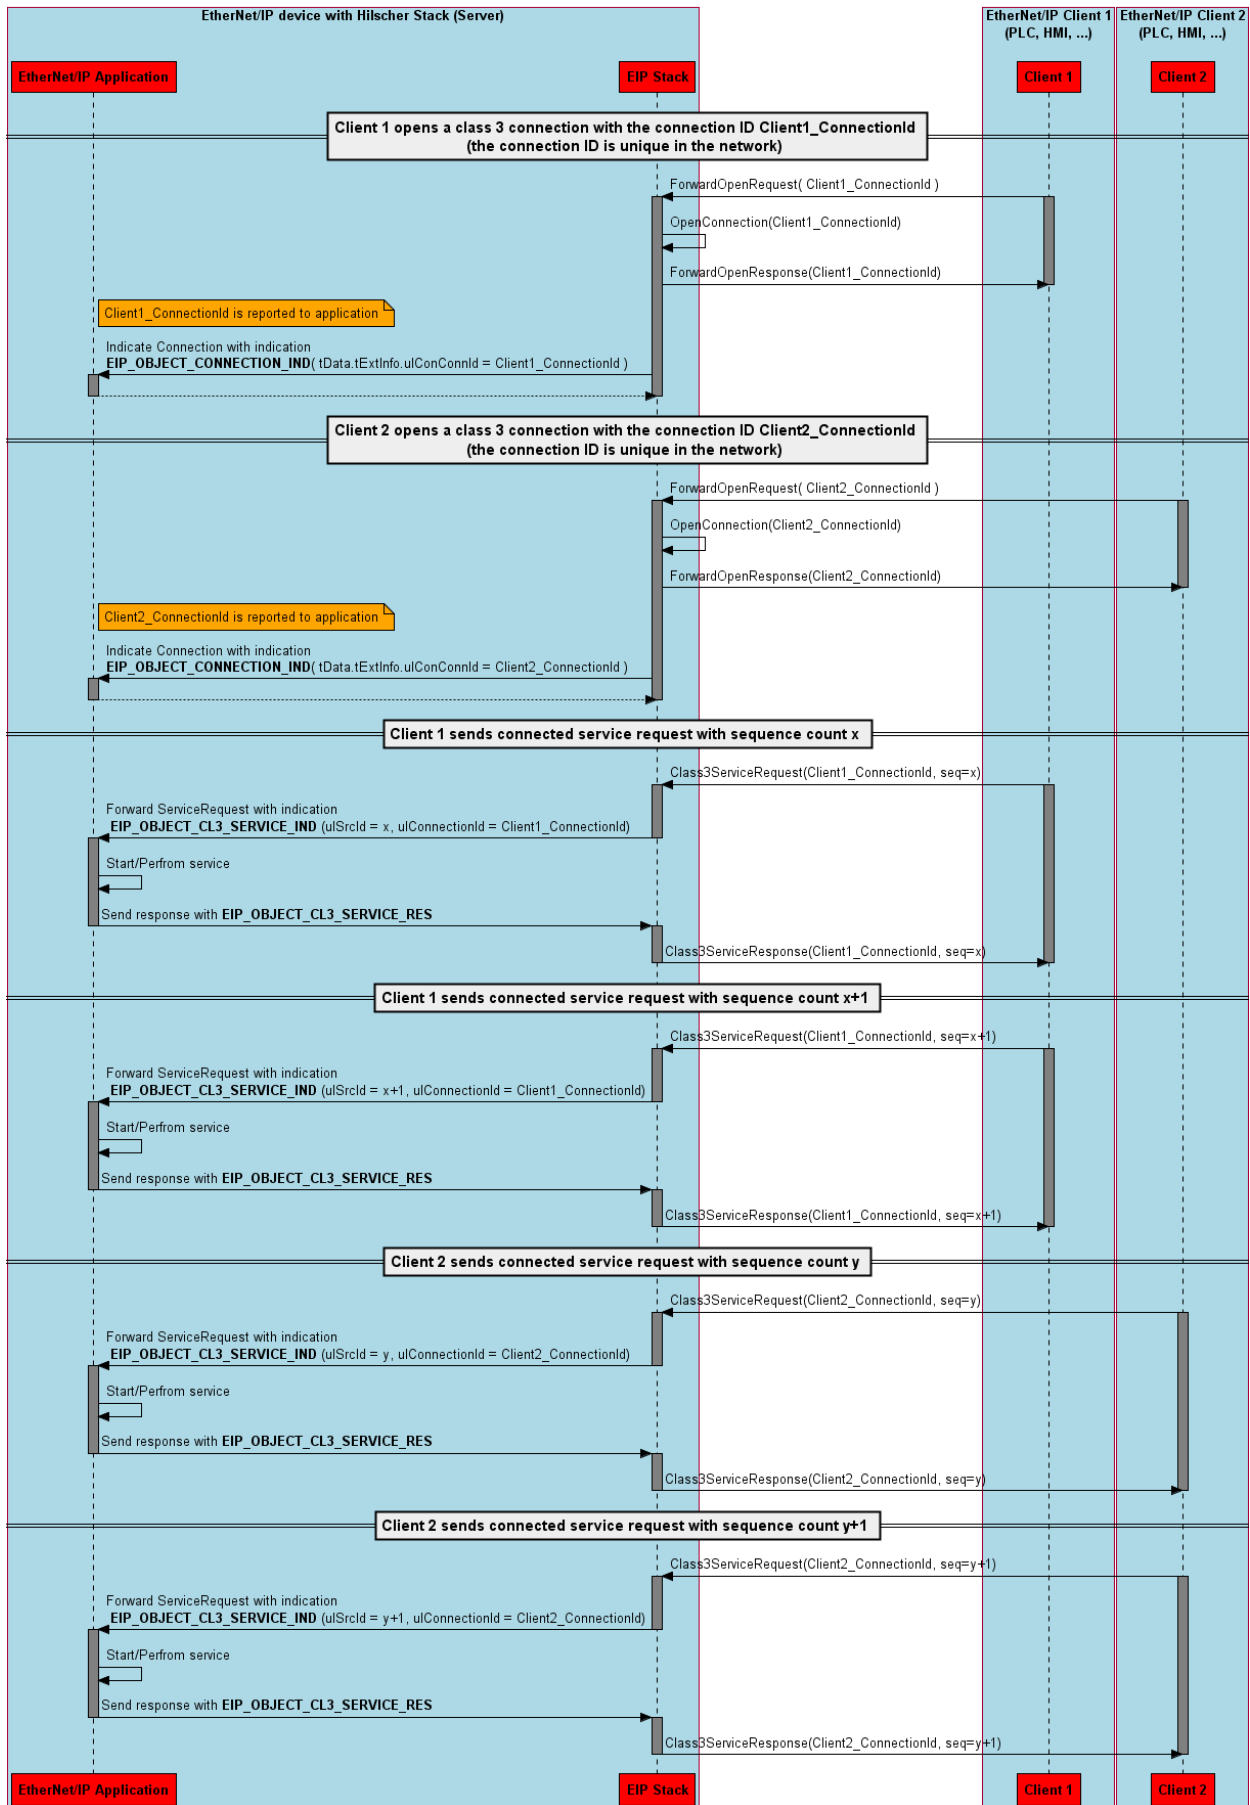 EtherNet/IP device with Hilscher Stack (Server)
EtherNet/IP Client 1
(PLC, HMI, ...)
EtherNet/IP Client 2
(PLC, HMI, ...)
EtherNet/IP Application
EIP Stack
Client 1
Client 2
Client 1 opens a class 3 connection with the connection ID Client1_ConnectionId
(the connection ID is unique in the network)
ForwardOpenRequest( Client1_ConnectionId )
OpenConnection(Client1_ConnectionId)
ForwardOpenResponse(Client1_ConnectionId)
Client1_ConnectionId is reported to application
Indicate Connection with indication
EIP_OBJECT_CONNECTION_IND( tData.tExtInfo.ulConConnId = Client1_ConnectionId )
Client 2 opens a class 3 connection with the connection ID Client2_ConnectionId
(the connection ID is unique in the network)
ForwardOpenRequest( Client2_ConnectionId )
OpenConnection(Client2_ConnectionId)
ForwardOpenResponse(Client2_ConnectionId)
Client2_ConnectionId is reported to application
Indicate Connection with indication
EIP_OBJECT_CONNECTION_IND( tData.tExtInfo.ulConConnId = Client2_ConnectionId )
Client 1 sends connected service request with sequence count x
Class3ServiceRequest(Client1_ConnectionId, seq=x)
Forward ServiceRequest with indication
EIP_OBJECT_CL3_SERVICE_IND (ulSrcId = x, ulConnectionId = Client1_ConnectionId)
Start/Perfrom service
Send response with EIP_OBJECT_CL3_SERVICE_RES
Class3ServiceResponse(Client1_ConnectionId, seq=x)
Client 1 sends connected service request with sequence count x+1
Class3ServiceRequest(Client1_ConnectionId, seq=x+1)
Forward ServiceRequest with indication
EIP_OBJECT_CL3_SERVICE_IND (ulSrcId = x+1, ulConnectionId = Client1_ConnectionId)
Start/Perfrom service
Send response with EIP_OBJECT_CL3_SERVICE_RES
Class3ServiceResponse(Client1_ConnectionId, seq=x+1)
Client 2 sends connected service request with sequence count y
Class3ServiceRequest(Client2_ConnectionId, seq=y)
Forward ServiceRequest with indication
EIP_OBJECT_CL3_SERVICE_IND (ulSrcId = y, ulConnectionId = Client2_ConnectionId)
Start/Perfrom service
Send response with EIP_OBJECT_CL3_SERVICE_RES
Class3ServiceResponse(Client2_ConnectionId, seq=y)
Client 2 sends connected service request with sequence count y+1
Class3ServiceRequest(Client2_ConnectionId, seq=y+1)
Forward ServiceRequest with indication
EIP_OBJECT_CL3_SERVICE_IND (ulSrcId = y+1, ulConnectionId = Client2_ConnectionId)
Start/Perfrom service
Send response with EIP_OBJECT_CL3_SERVICE_RES
Class3ServiceResponse(Client2_ConnectionId, seq=y+1)
EtherNet/IP Application
EIP Stack
Client 1
Client 2